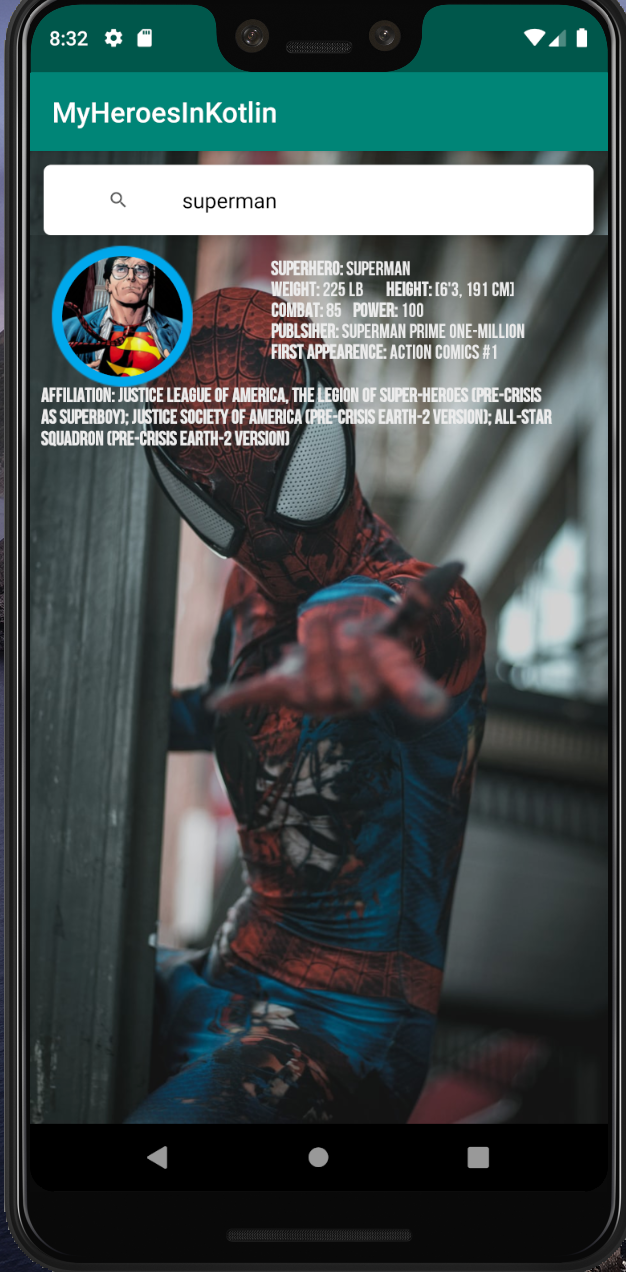 8:32
MyHeroesInKotlin
superman
SUPERHERO: SUPERMAN
WEIGHT: 225 LB HEIGHT: [6'3, 191 CM]
COMBAT: 85 POWER: 100
PUBLSIHER: SUPERMAN PRIME ONE-MILLION
FIRST APPEARENCE: ACTION COMICS #1
AFFILIATION: JUSTICE LEAGUE OF AMERICA, THE LEGION OF SUPER-HEROES (PRE-CRISIS
AS SUPERBOY); JUSTICE SOCIETY OF AMERICA (PRE-CRISIS EARTH-2 VERSION); ALL-STAR
SQUADRON (PRE-CRISIS EARTH-2 VERSION)